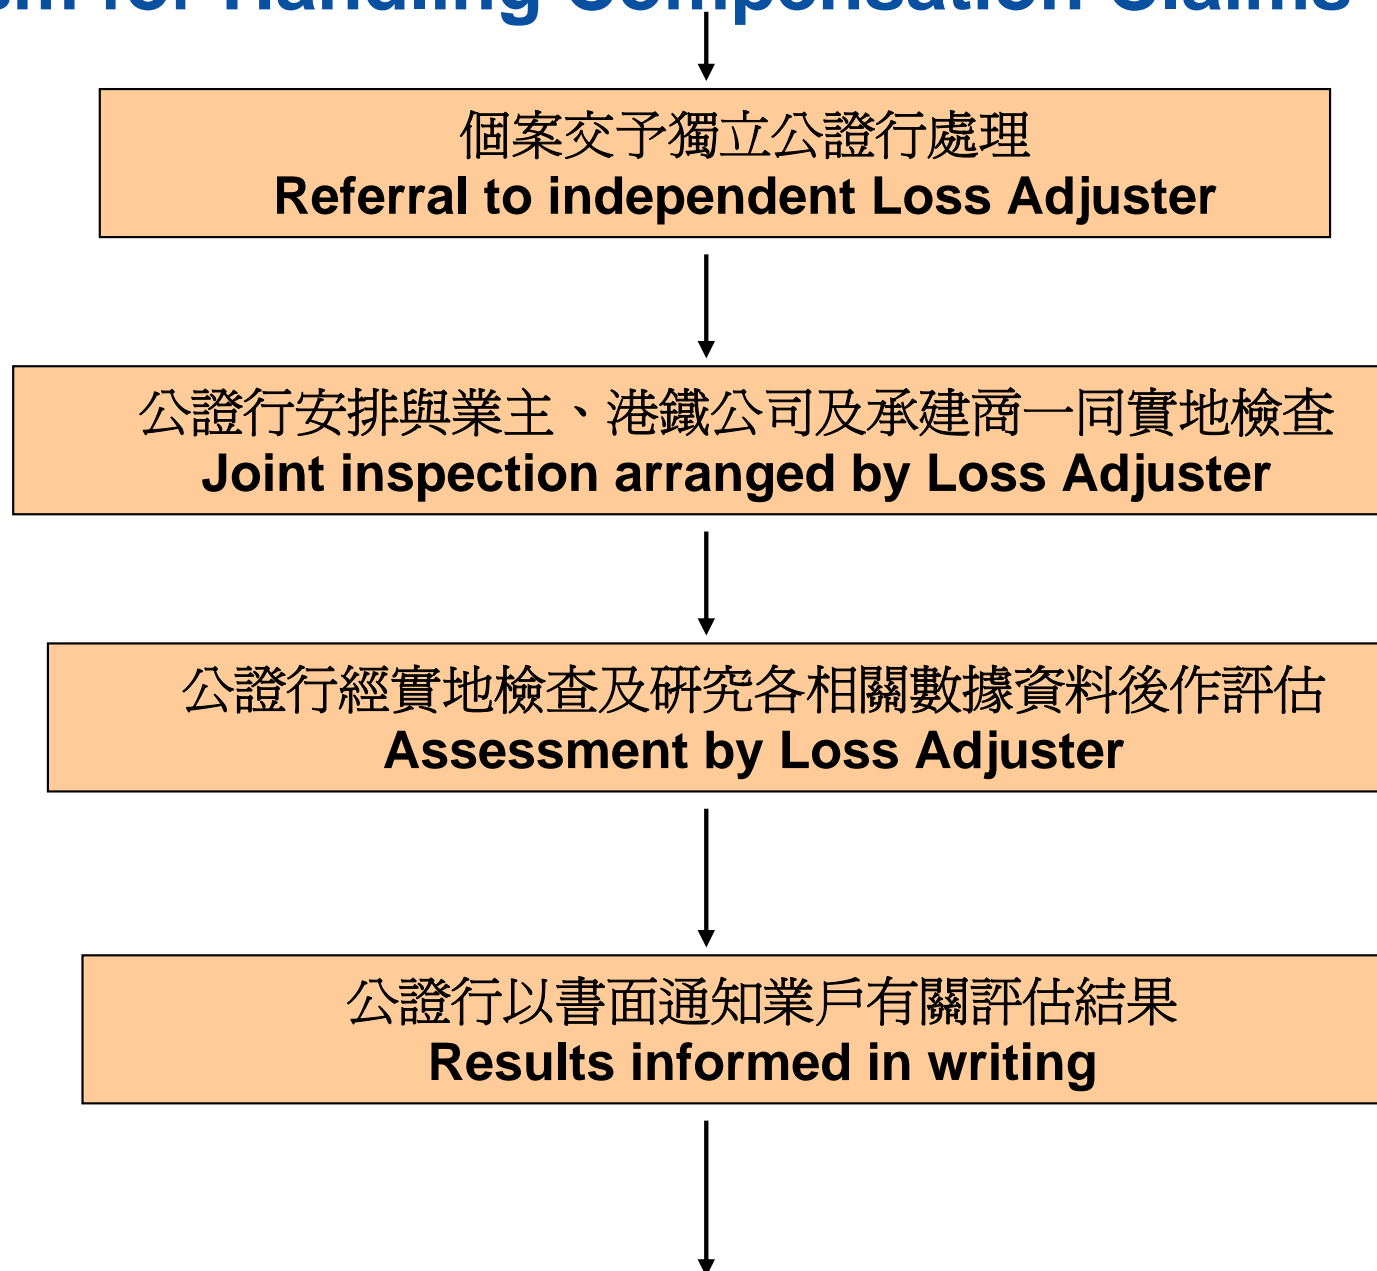 for Handling Compensation Claims
個案交予獨立公證行處理
Referral to independent Loss Adjuster
公證行安排與業主、港鐵公司及承建商一同實地檢查
Joint inspection arranged by Loss Adjuster
公證行經實地檢查及研究各相關數據資料後作評估
Assessment by Loss Adjuster
公證行以書面通知業戶有關評估結果
Results informed in writing